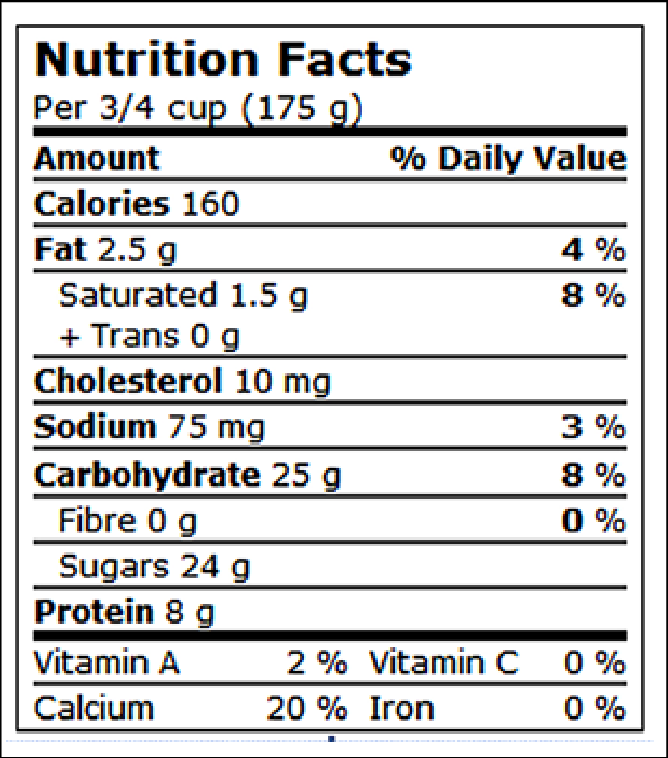 Nutrition Facts
Per 3/4 cup (175 g)
Amount % Daily Value
Calories 160
Fat 2.5 g 4 %
Saturated 1.5 g 8 %
+ Trans 0 g
Cholesterol 10 mg
Sodium 75 mg 3 %
Carbohydrate 25 g 8 %
Fibre 0 g 0 %
Sugars 24 g
Protein 8 g
Vitamin A 2 % Vitamin C 0 %
Calcium 20 % Iron 0 %